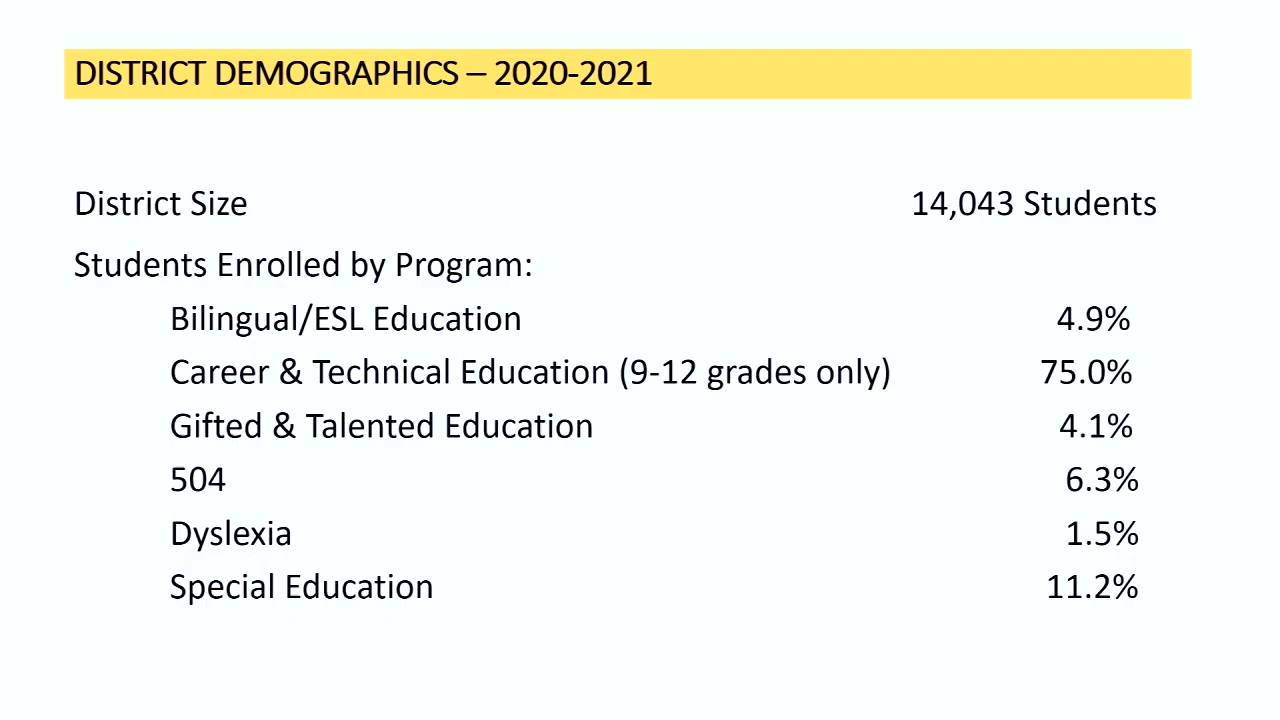 DISTRICT DEMOGRAPHICS – 2020-2021
District Size 14,043 Students
Students Enrolled by Program:
Bilingual/ESL Education 4.9%
Career & Technical Education (9-12 grades only) 75.0%
Gifted & Talented Education 4.1%
504 6.3%
Dyslexia 1.5%
Special Education 11.2%